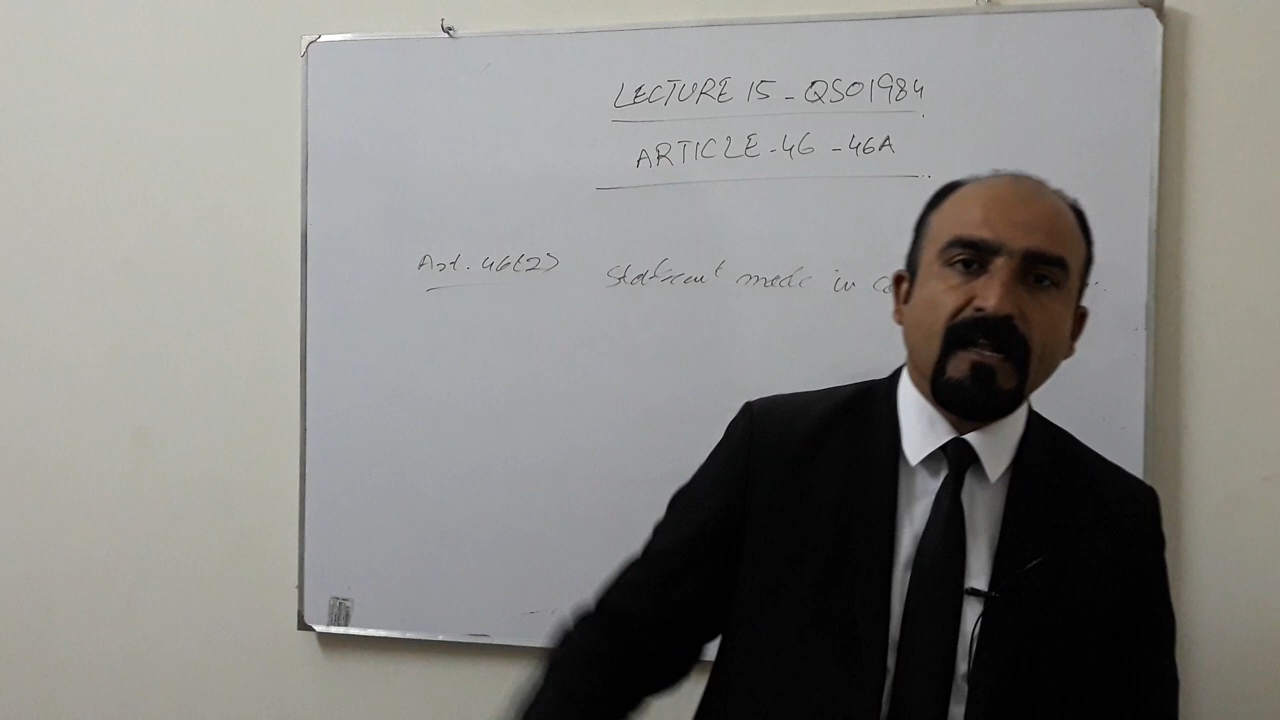 LECTURE 15 - QSO1984
ARTICLE - 46 - 46A
Art. 46(2) Statement made in